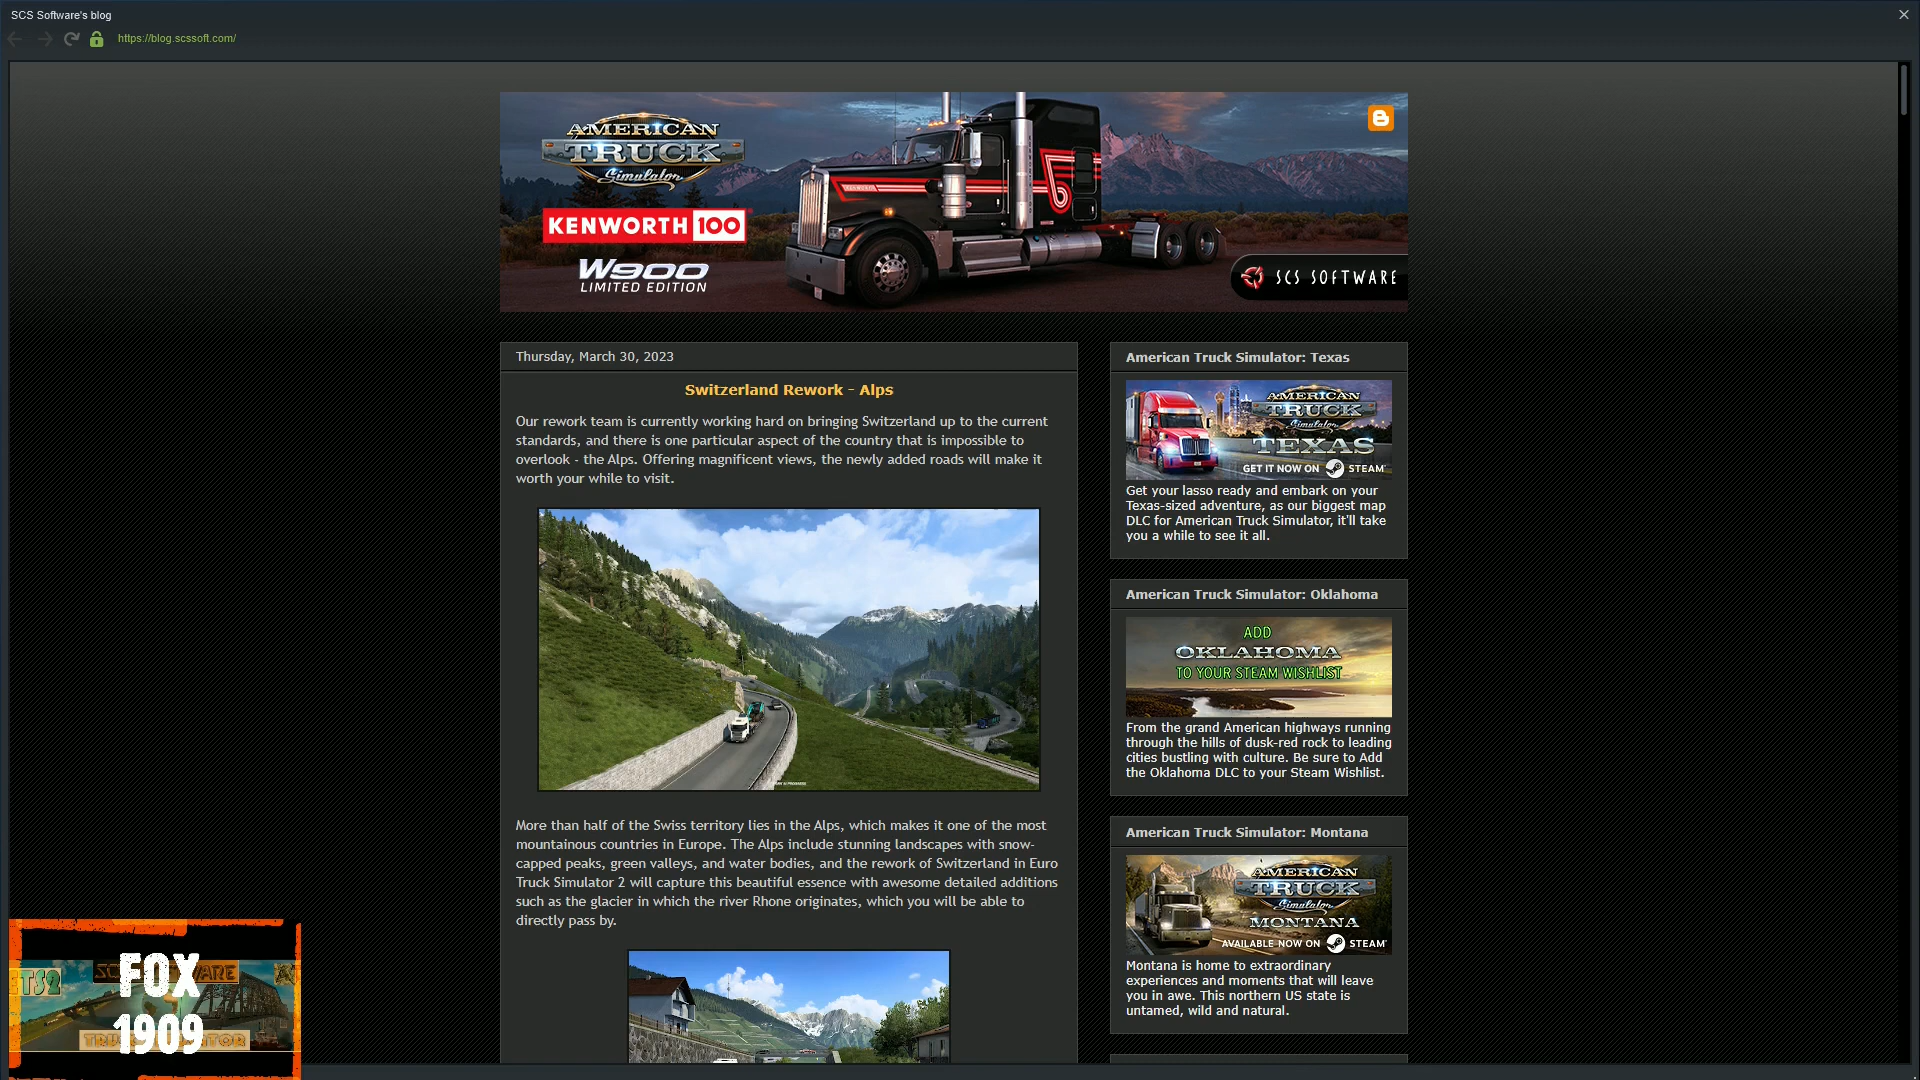 SCS Software's blog
https://blog.scssoft.com/
AMERICAN
TRUCK
Simulator
KENWORTH 100
W900
LIMITED EDITION
SCS SOFTWARE
Thursday, March 30, 2023
Switzerland Rework - Alps
Our rework team is currently working hard on bringing Switzerland up to the current
standards, and there is one particular aspect of the country that is impossible to
overlook - the Alps. Offering magnificent views, the newly added roads will make it
worth your while to visit.
More than half of the Swiss territory lies in the Alps, which makes it one of the most
mountainous countries in Europe. The Alps include stunning landscapes with snow-
capped peaks, green valleys, and water bodies, and the rework of Switzerland in Euro
Truck Simulator 2 will capture this beautiful essence with awesome detailed additions
such as the glacier in which the river Rhone originates, which you will be able to
directly pass by.
American Truck Simulator: Texas
AMERICAN
TRUCK
Simulator
TEXAS
GET IT NOW ON STEAM
Get your lasso ready and embark on your
Texas-sized adventure, as our biggest map
DLC for American Truck Simulator, it'll take
you a while to see it all.
American Truck Simulator: Oklahoma
ADD
OKLAHOMA
TO YOUR STEAM WISHLIST
From the grand American highways running
through the hills of dusk-red rock to leading
cities bustling with culture. Be sure to Add
the Oklahoma DLC to your Steam Wishlist.
American Truck Simulator: Montana
AMERICAN
TRUCK
Simulator
MONTANA
AVAILABLE NOW ON STEAM
Montana is home to extraordinary
experiences and moments that will leave
you in awe. This northern US state is
untamed, wild and natural.
ETS2
FOX
1909